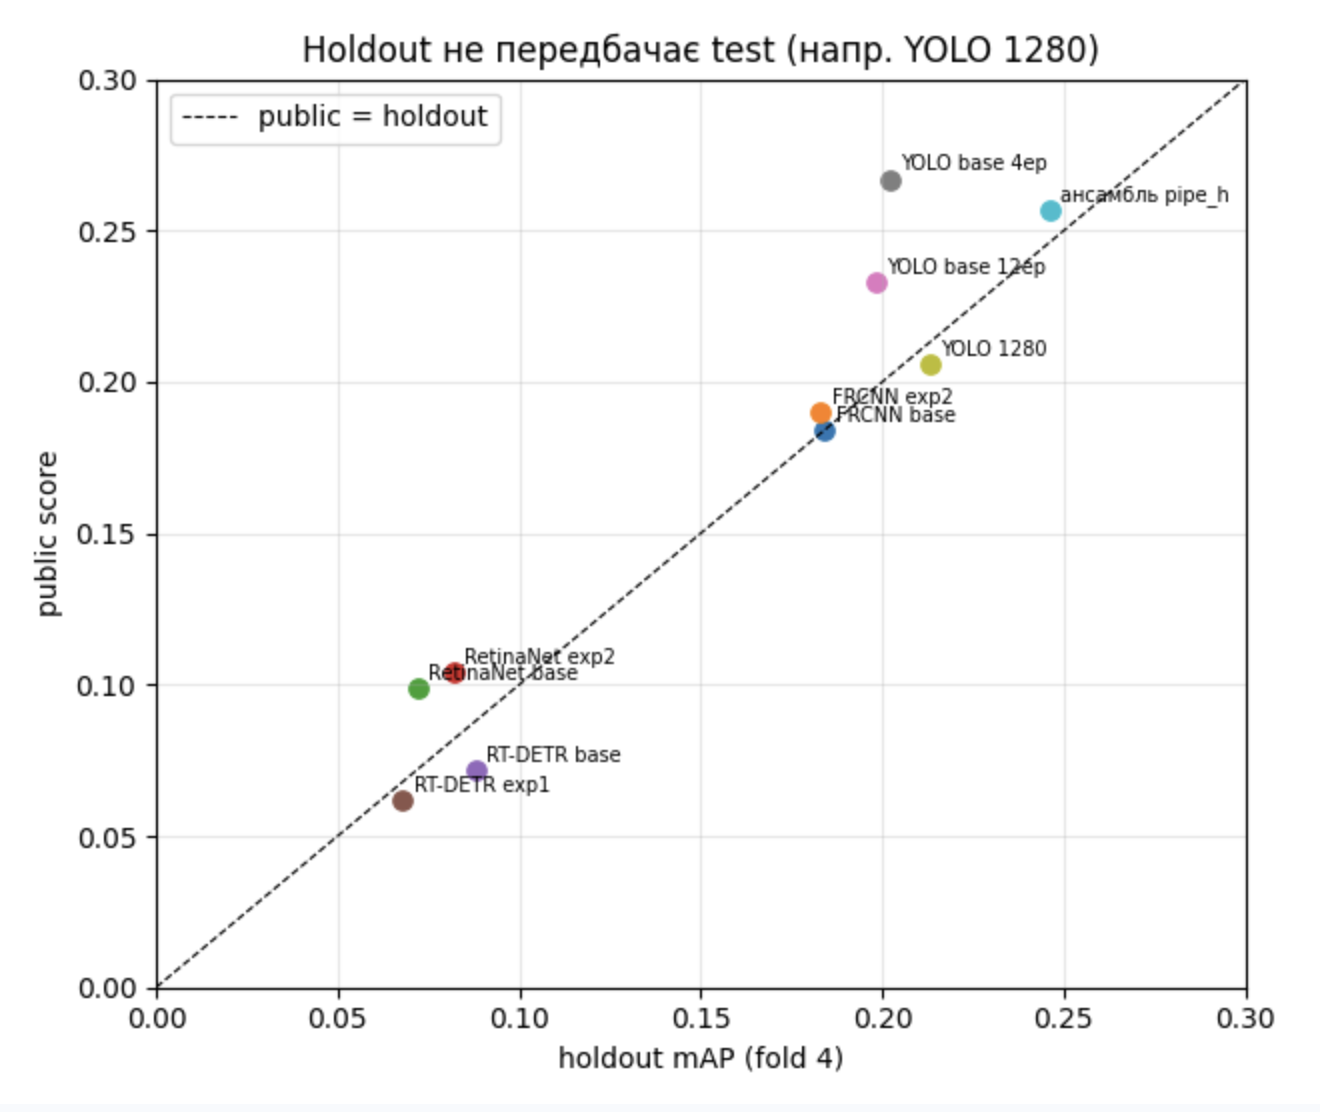 Holdout не передбачає test (напр. YOLO 1280)
0.30
public = holdout
YOLO base 4ep
ансамбль pipe_h
0.25
YOLO base 12ep
YOLO 1280
0.20
FRCNN exp2
FRCNN base
public score
0.15
RetinaNet exp2
RetinaNet base
0.10
RT-DETR base
RT-DETR exp1
0.05
0.00
0.00 0.05 0.10 0.15 0.20 0.25 0.30
holdout mAP (fold 4)